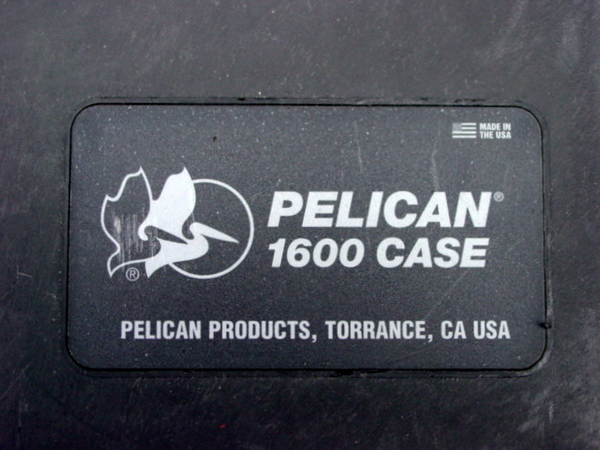 MADE IN
THE USA
PELICAN®
1600 CASE
®
PELICAN PRODUCTS, TORRANCE, CA USA